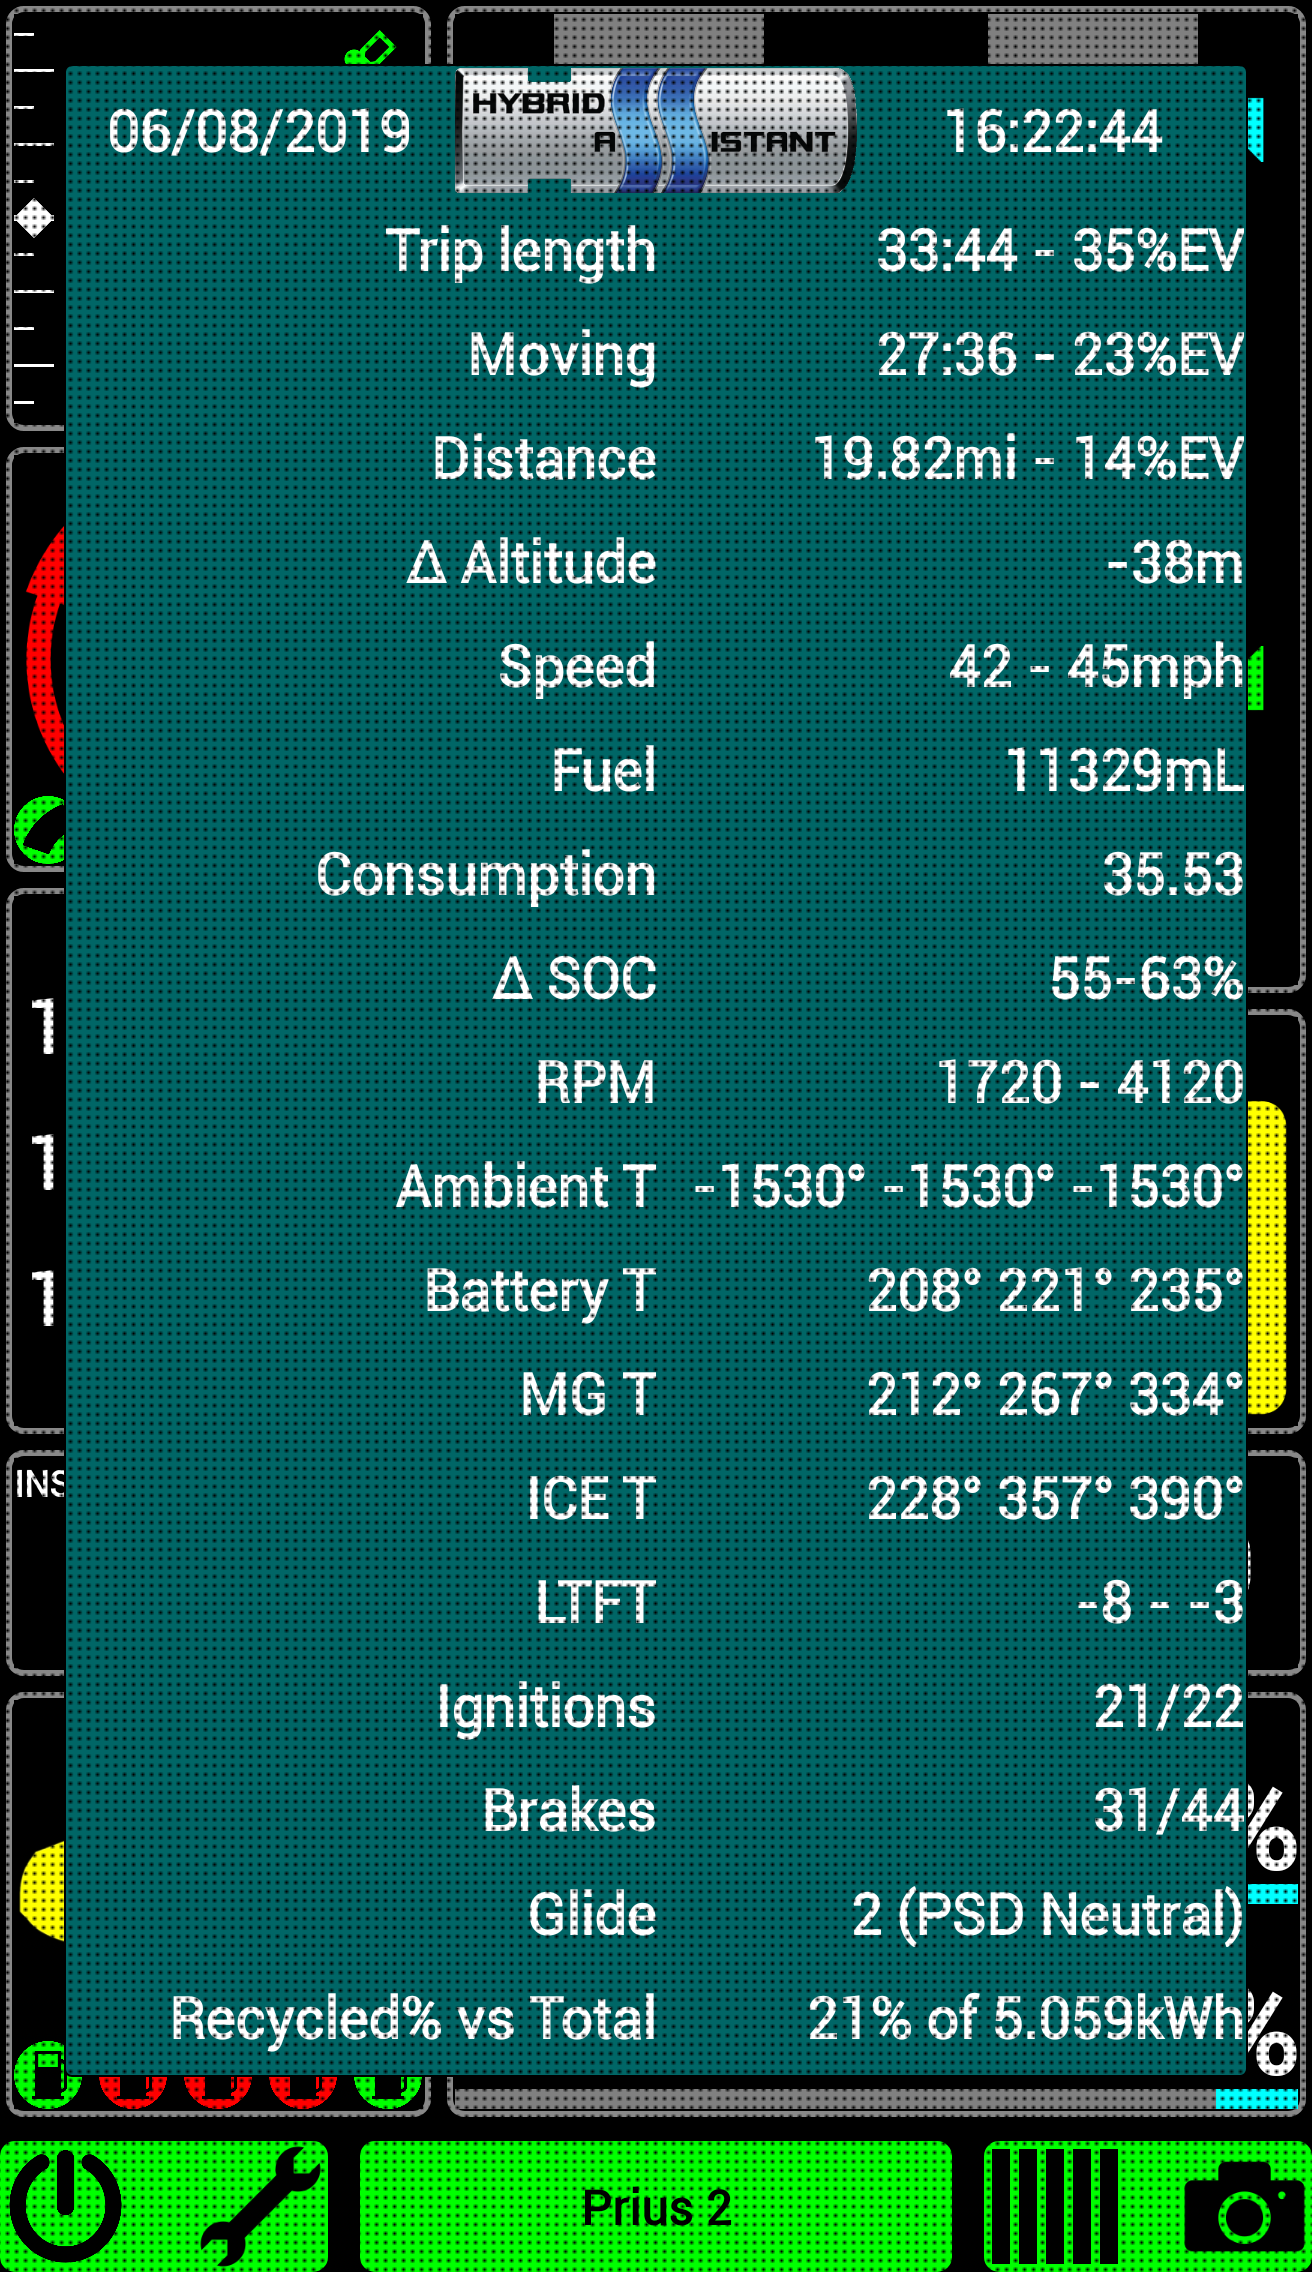 06/08/2019 HYBRID ASSISTANT 16:22:44
Trip length 33:44 - 35%EV
Moving 27:36 - 23%EV
Distance 19.82mi - 14%EV
Δ Altitude -38m
Speed 42 - 45mph
Fuel 11329mL
Consumption 35.53
Δ SOC 55-63%
1
RPM 1720 - 4120
1
Ambient T -1530° -1530° -1530°
1
Battery T 208° 221° 235°
MG T 212° 267° 334°
INS
ICE T 228° 357° 390°
LTFT -8 - -3
Ignitions 21/22
Brakes 31/44
%
Glide 2 (PSD Neutral)
Recycled% vs Total 21% of 5.059kWh
%
Prius 2